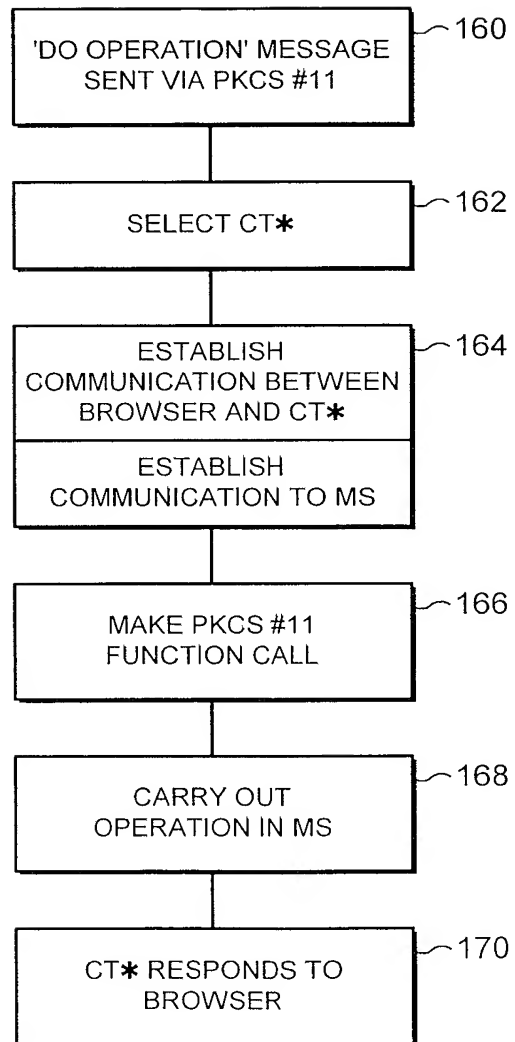 'DO OPERATION' MESSAGE
SENT VIA PKCS #11
160
SELECT CT*
162
ESTABLISH
COMMUNICATION BETWEEN
BROWSER AND CT*
164
ESTABLISH
COMMUNICATION TO MS
MAKE PKCS #11
FUNCTION CALL
166
CARRY OUT
OPERATION IN MS
168
CT* RESPONDS TO
BROWSER
170